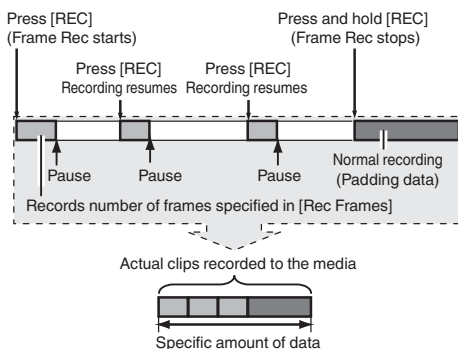 Press [REC]
(Frame Rec starts)
Press and hold [REC]
(Frame Rec stops)
Press [REC]
Recording resumes
Press [REC]
Recording resumes
Pause
Pause
Pause
Normal recording
(Padding data)
Records number of frames specified in [Rec Frames]
Actual clips recorded to the media
Specific amount of data